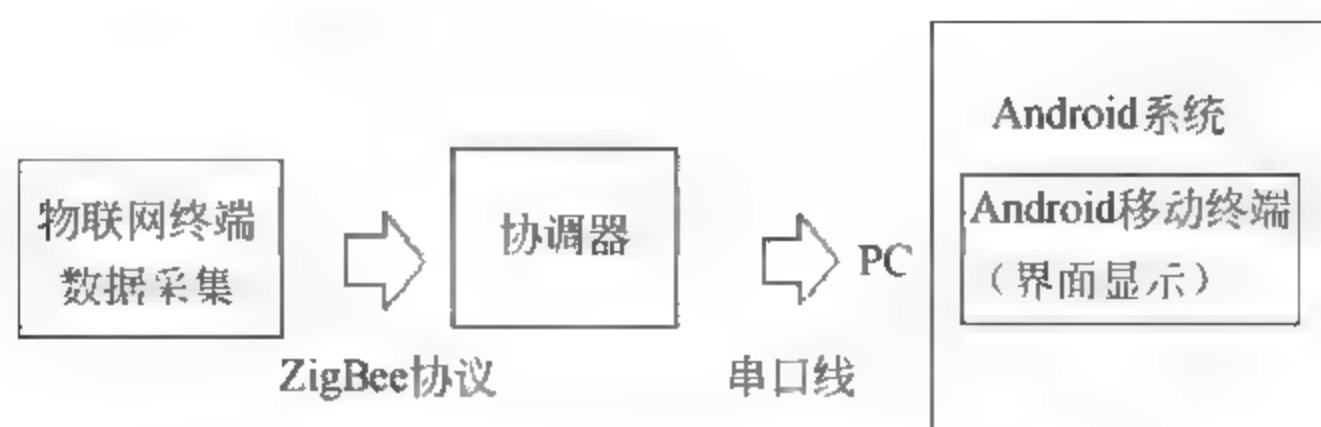 物联网终端
数据采集
ZigBee协议
协调器
串口线
PC
Android系统
Android移动终端
（界面显示）